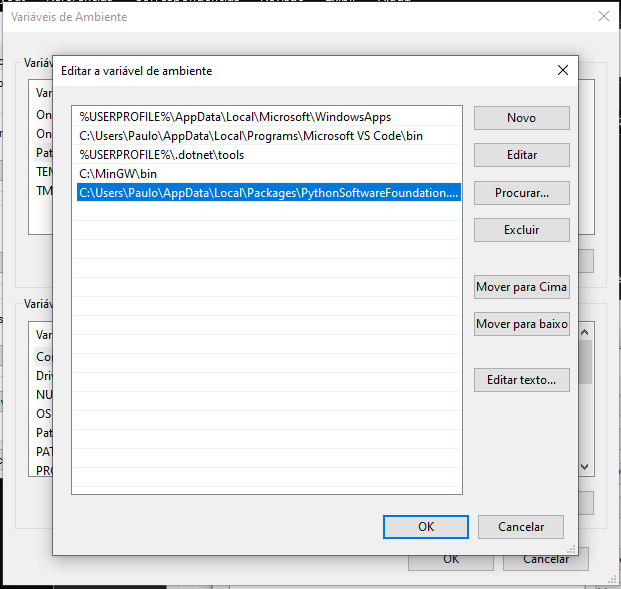 Variáveis de Ambiente
Editar a variável de ambiente
%USERPROFILE%\AppData\Local\Microsoft\WindowsApps
C:\Users\Paulo\AppData\Local\Programs\Microsoft VS Code\bin
%USERPROFILE%\.dotnet\tools
C:\MinGW\bin
C:\Users\Paulo\AppData\Local\Packages\PythonSoftwareFoundation....
Novo
Editar
Procurar...
Excluir
Mover para Cima
Mover para baixo
Editar texto...
OK
Cancelar
Variáv
Var
On
On
Pat
TEM
TM
Variáv
Var
Cor
Driv
NU
OS
Pat
PAT
PRO
OK
Cancelar